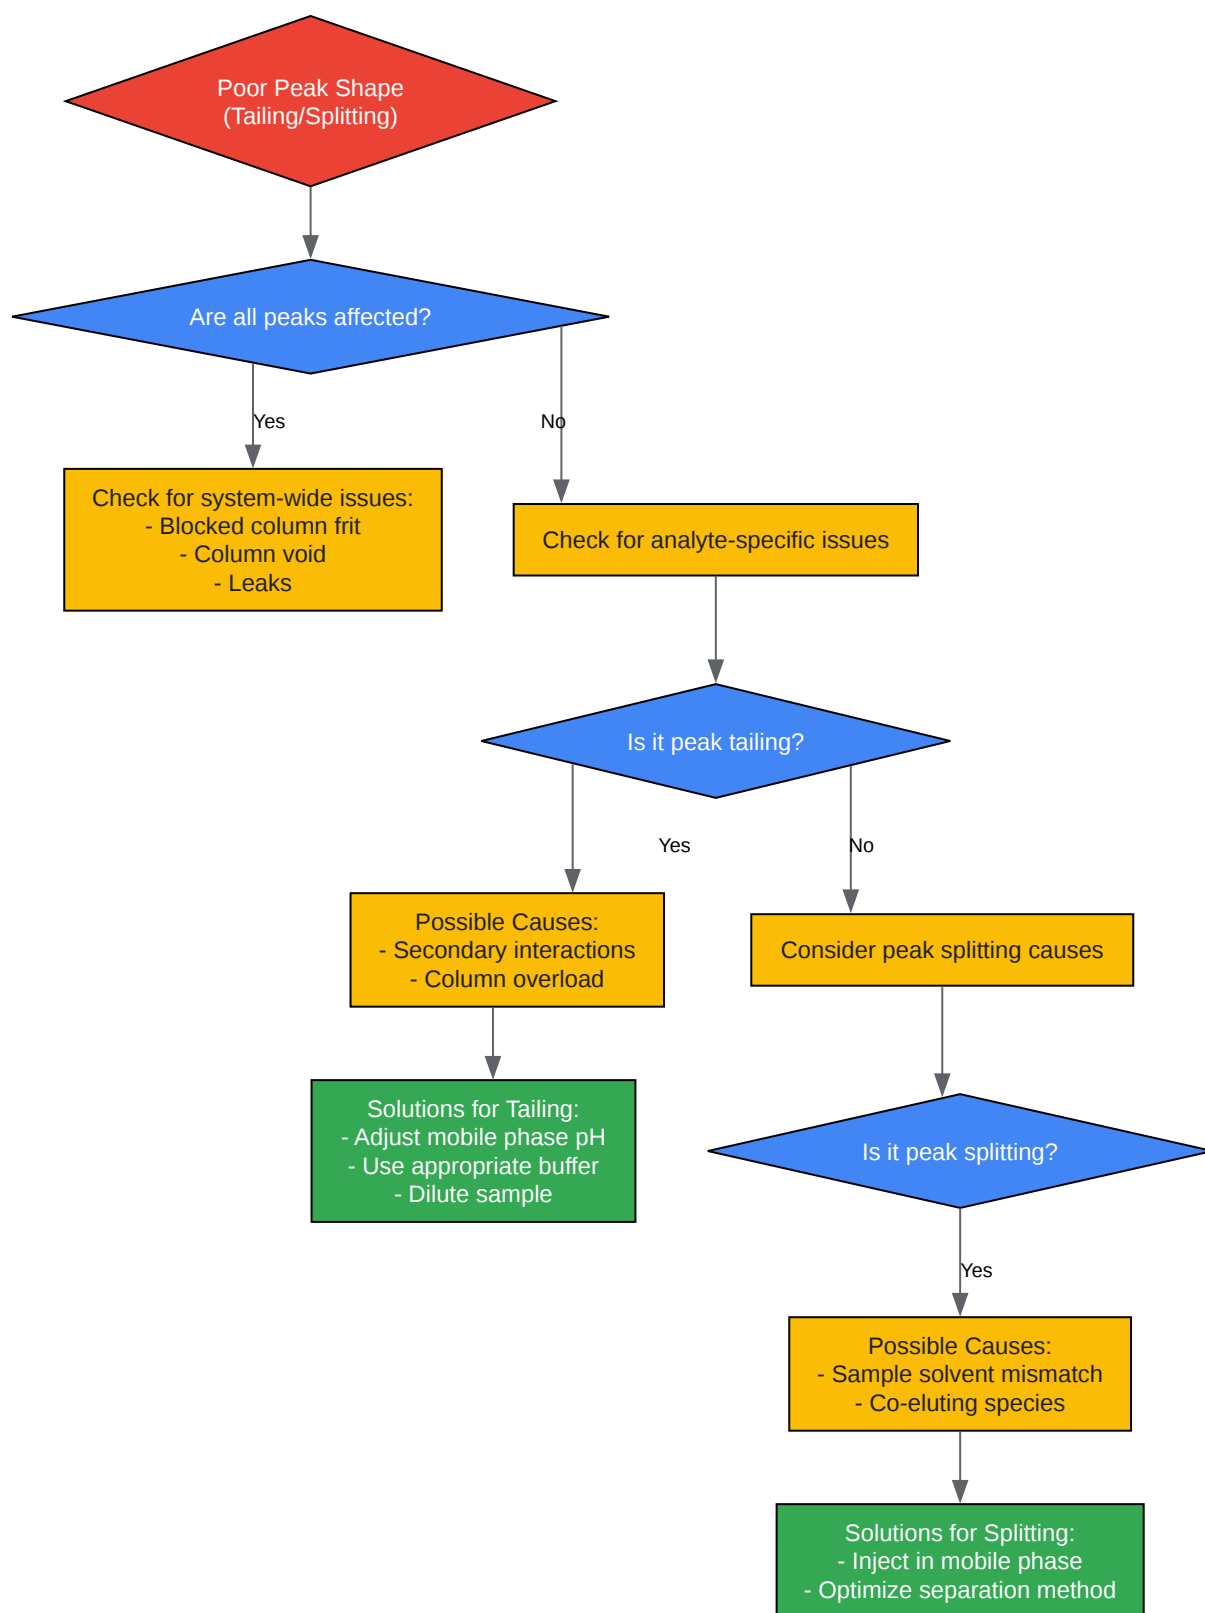 Poor Peak Shape
(Tailing/Splitting)
Are all peaks affected?
Yes
No
Check for system-wide issues:
- Blocked column frit
- Column void
- Leaks
Check for analyte-specific issues
Is it peak tailing?
Yes
No
Possible Causes:
- Secondary interactions
- Column overload
Consider peak splitting causes
Solutions for Tailing:
- Adjust mobile phase pH
- Use appropriate buffer
- Dilute sample
Is it peak splitting?
Yes
Possible Causes:
- Sample solvent mismatch
- Co-eluting species
Solutions for Splitting:
- Inject in mobile phase
- Optimize separation method